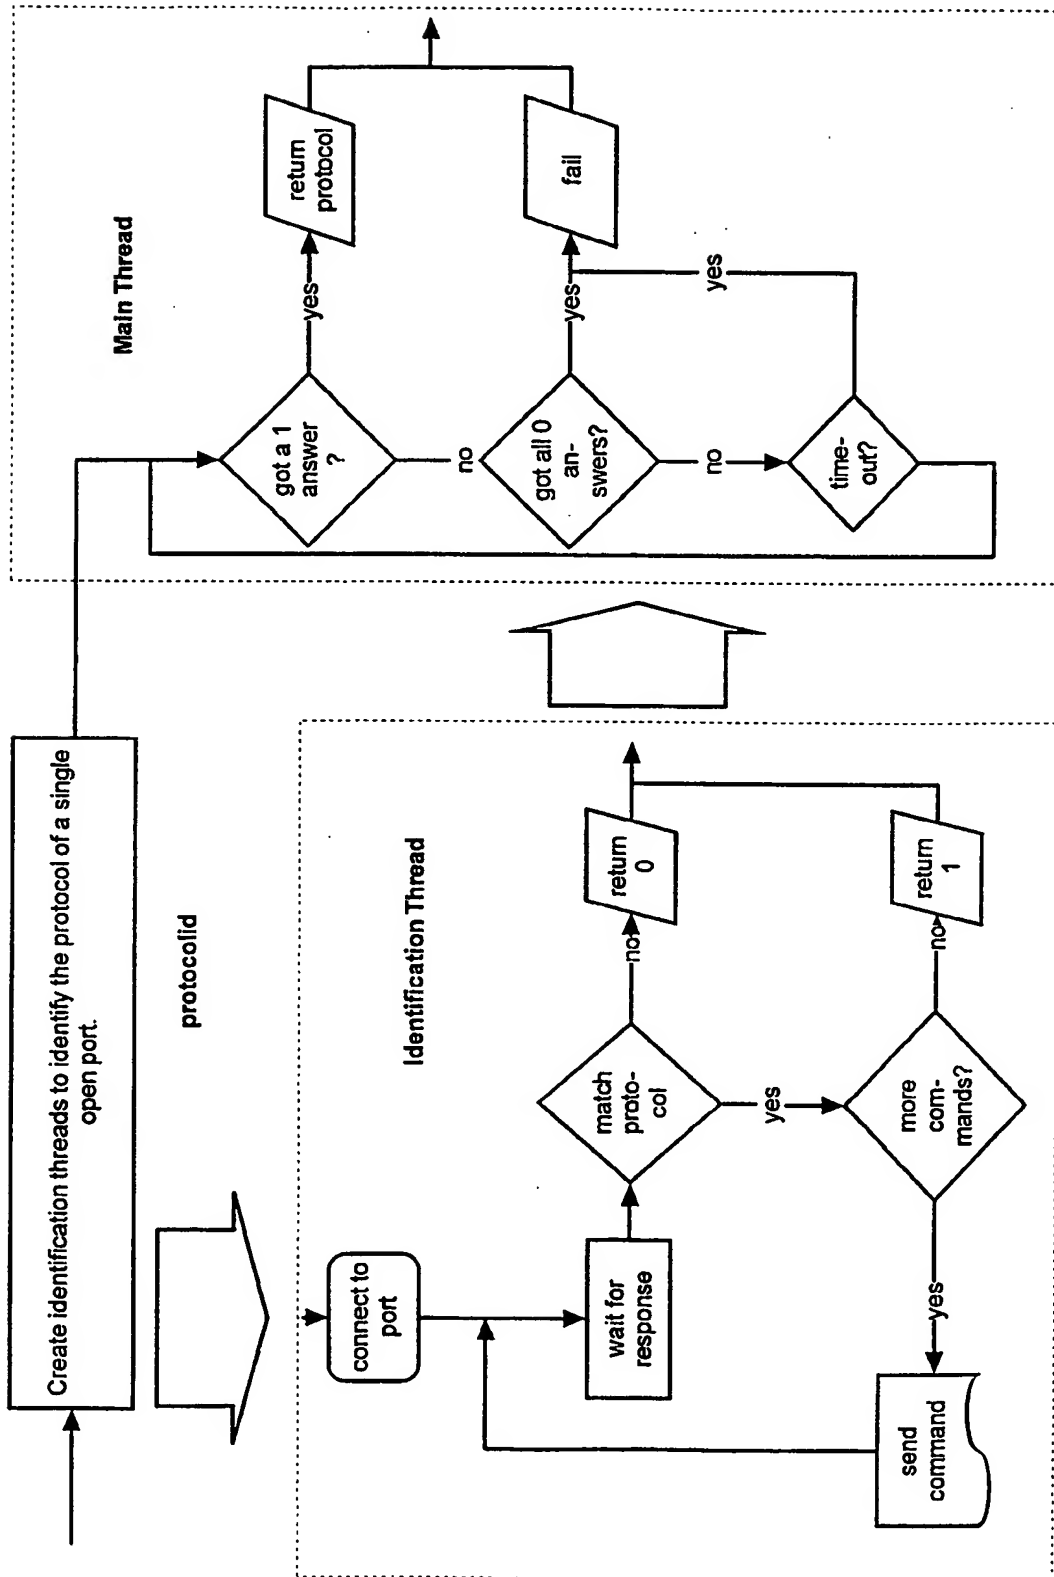 Create identification threads to identify the protocol of a single
open port.
protocolid
Identification Thread
connect to
port
wait for
response
match
proto-
col
no
return
0
yes
more
com-
mands?
no
return
1
yes
send
command
Main Thread
got a 1
answer
?
yes
return
protocol
no
got all 0
an-
swers?
yes
fail
no
time-
out?
yes